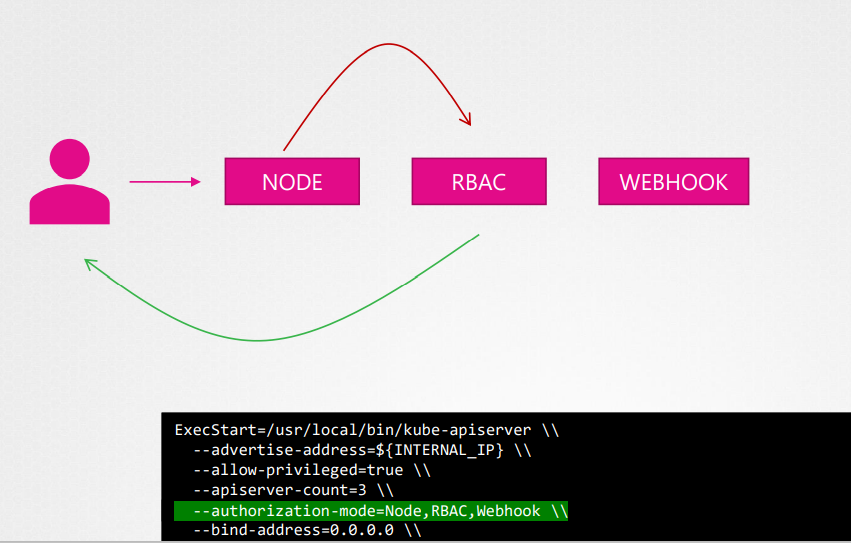 NODE
RBAC
WEBHOOK
ExecStart=/usr/local/bin/kube-apiserver \\
--advertise-address=${INTERNAL_IP} \\
--allow-privileged=true \\
--apiserver-count=3 \\
--authorization-mode=Node,RBAC,Webhook \\
--bind-address=0.0.0.0 \\